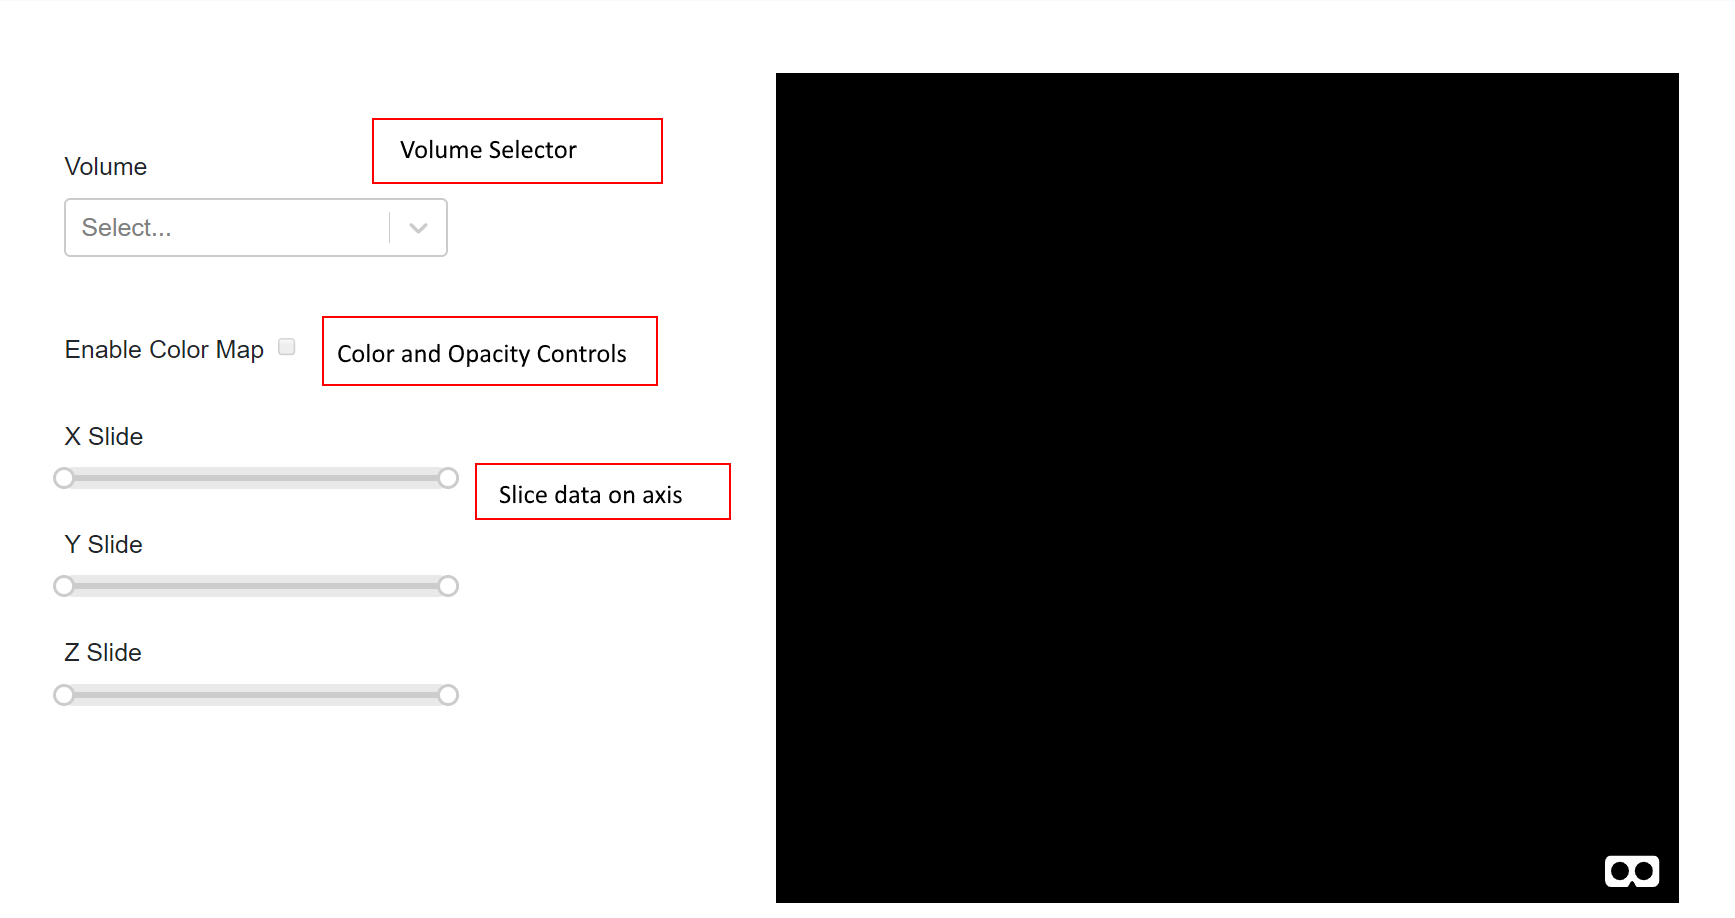 Volume Selector
Volume
Select...
Enable Color Map
Color and Opacity Controls
X Slide
Slice data on axis
Y Slide
Z Slide